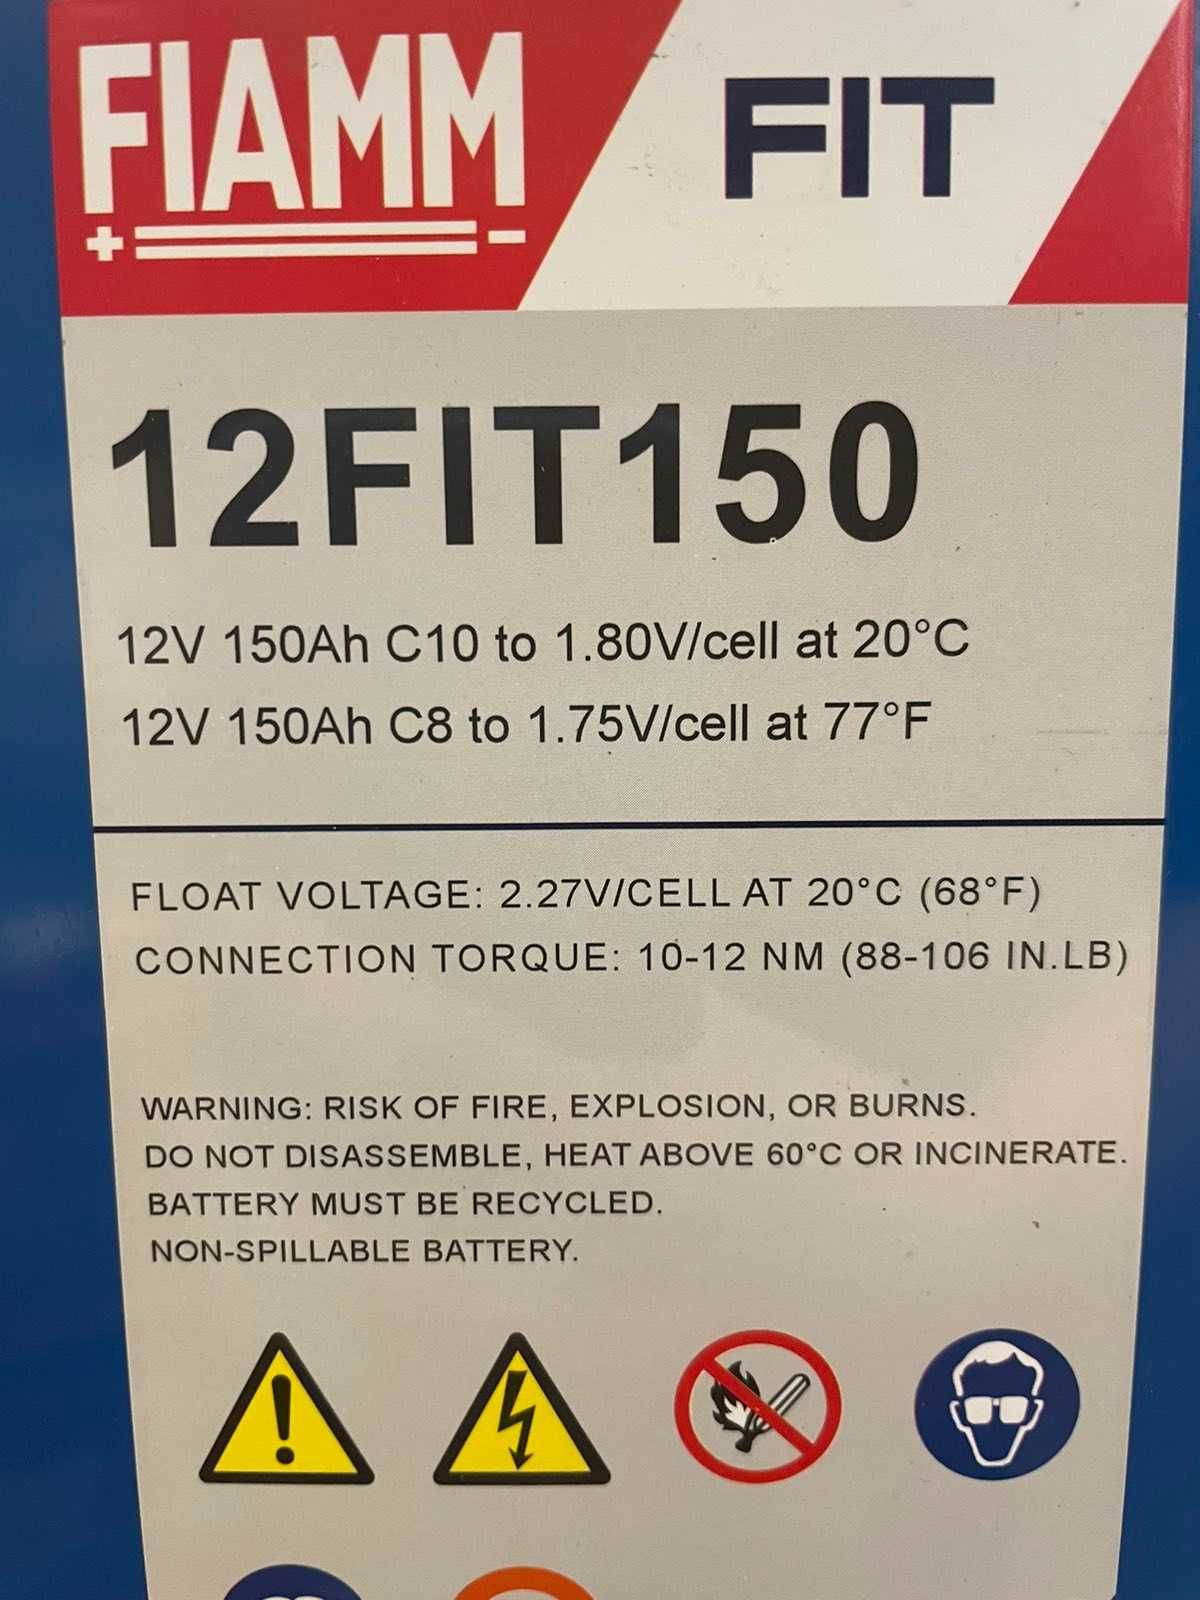 FIAMM
+ -
FIT
12FIT150
12V 150Ah C10 to 1.80V/cell at 20°C
12V 150Ah C8 to 1.75V/cell at 77°F
FLOAT VOLTAGE: 2.27V/CELL AT 20°C (68°F)
CONNECTION TORQUE: 10-12 NM (88-106 IN.LB)
WARNING: RISK OF FIRE, EXPLOSION, OR BURNS.
DO NOT DISASSEMBLE, HEAT ABOVE 60°C OR INCINERATE.
BATTERY MUST BE RECYCLED.
NON-SPILLABLE BATTERY.